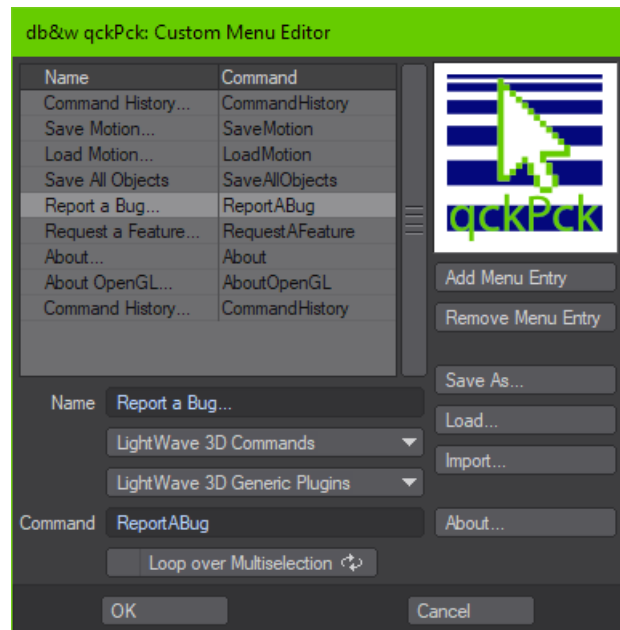 db&w qckPck: Custom Menu Editor
Name Command
Command History... CommandHistory
Save Motion... SaveMotion
Load Motion... LoadMotion
Save All Objects SaveAllObjects
Report a Bug... ReportABug
Request a Feature... RequestAFeature
About... About
About OpenGL... AboutOpenGL
Command History... CommandHistory
qckPck
Add Menu Entry
Remove Menu Entry
Save As...
Name Report a Bug...
Load...
LightWave 3D Commands
Import...
LightWave 3D Generic Plugins
Command ReportABug
About...
Loop over Multiselection
OK Cancel